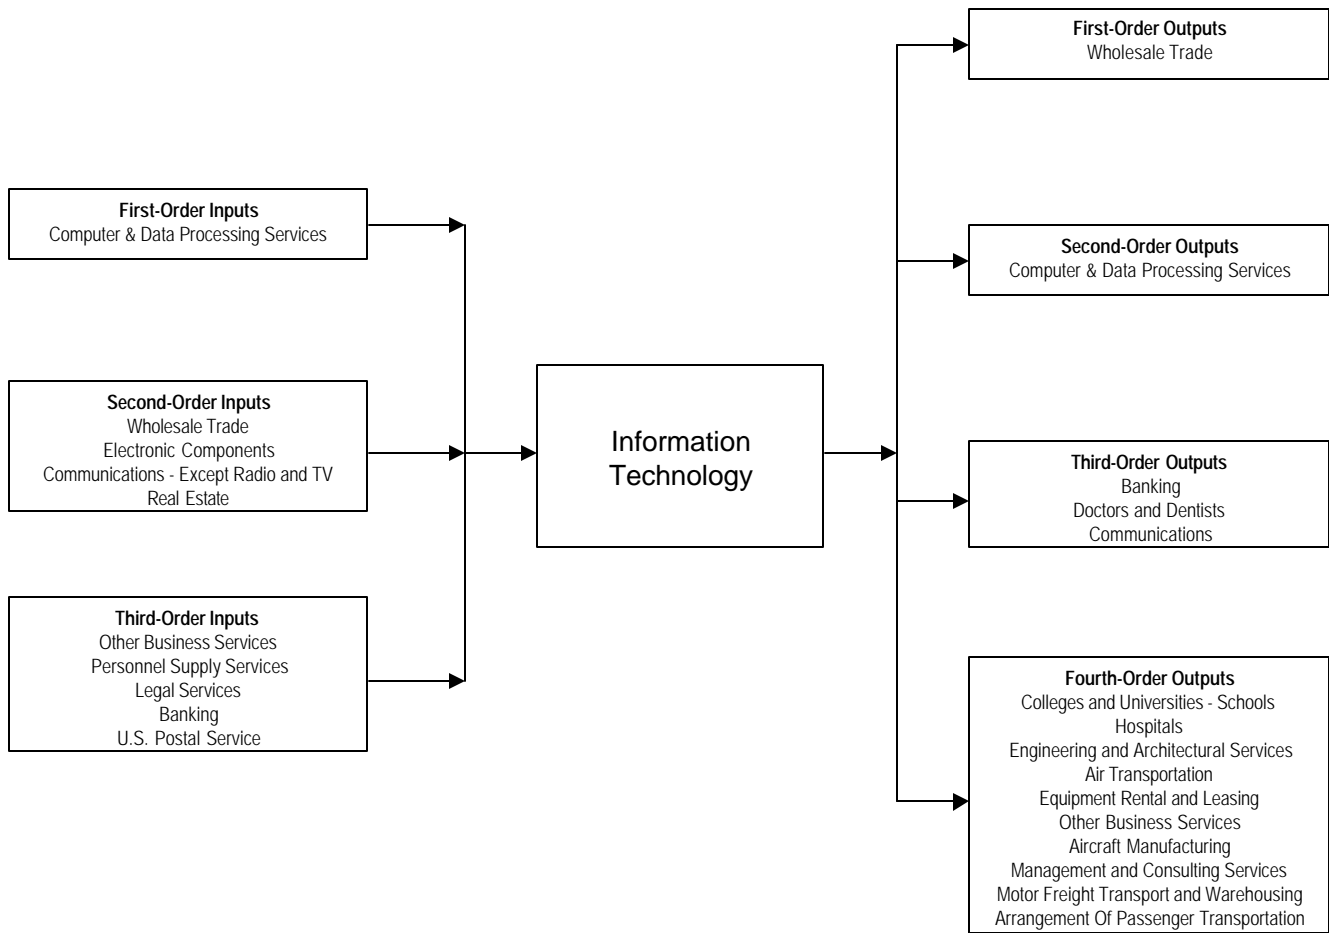 First-Order Inputs
Computer & Data Processing Services
Second-Order Inputs
Wholesale Trade
Electronic Components
Communications - Except Radio and TV
Real Estate
Third-Order Inputs
Other Business Services
Personnel Supply Services
Legal Services
Banking
U.S. Postal Service
Information
Technology
First-Order Outputs
Wholesale Trade
Second-Order Outputs
Computer & Data Processing Services
Third-Order Outputs
Banking
Doctors and Dentists
Communications
Fourth-Order Outputs
Colleges and Universities - Schools
Hospitals
Engineering and Architectural Services
Air Transportation
Equipment Rental and Leasing
Other Business Services
Aircraft Manufacturing
Management and Consulting Services
Motor Freight Transport and Warehousing
Arrangement Of Passenger Transportation